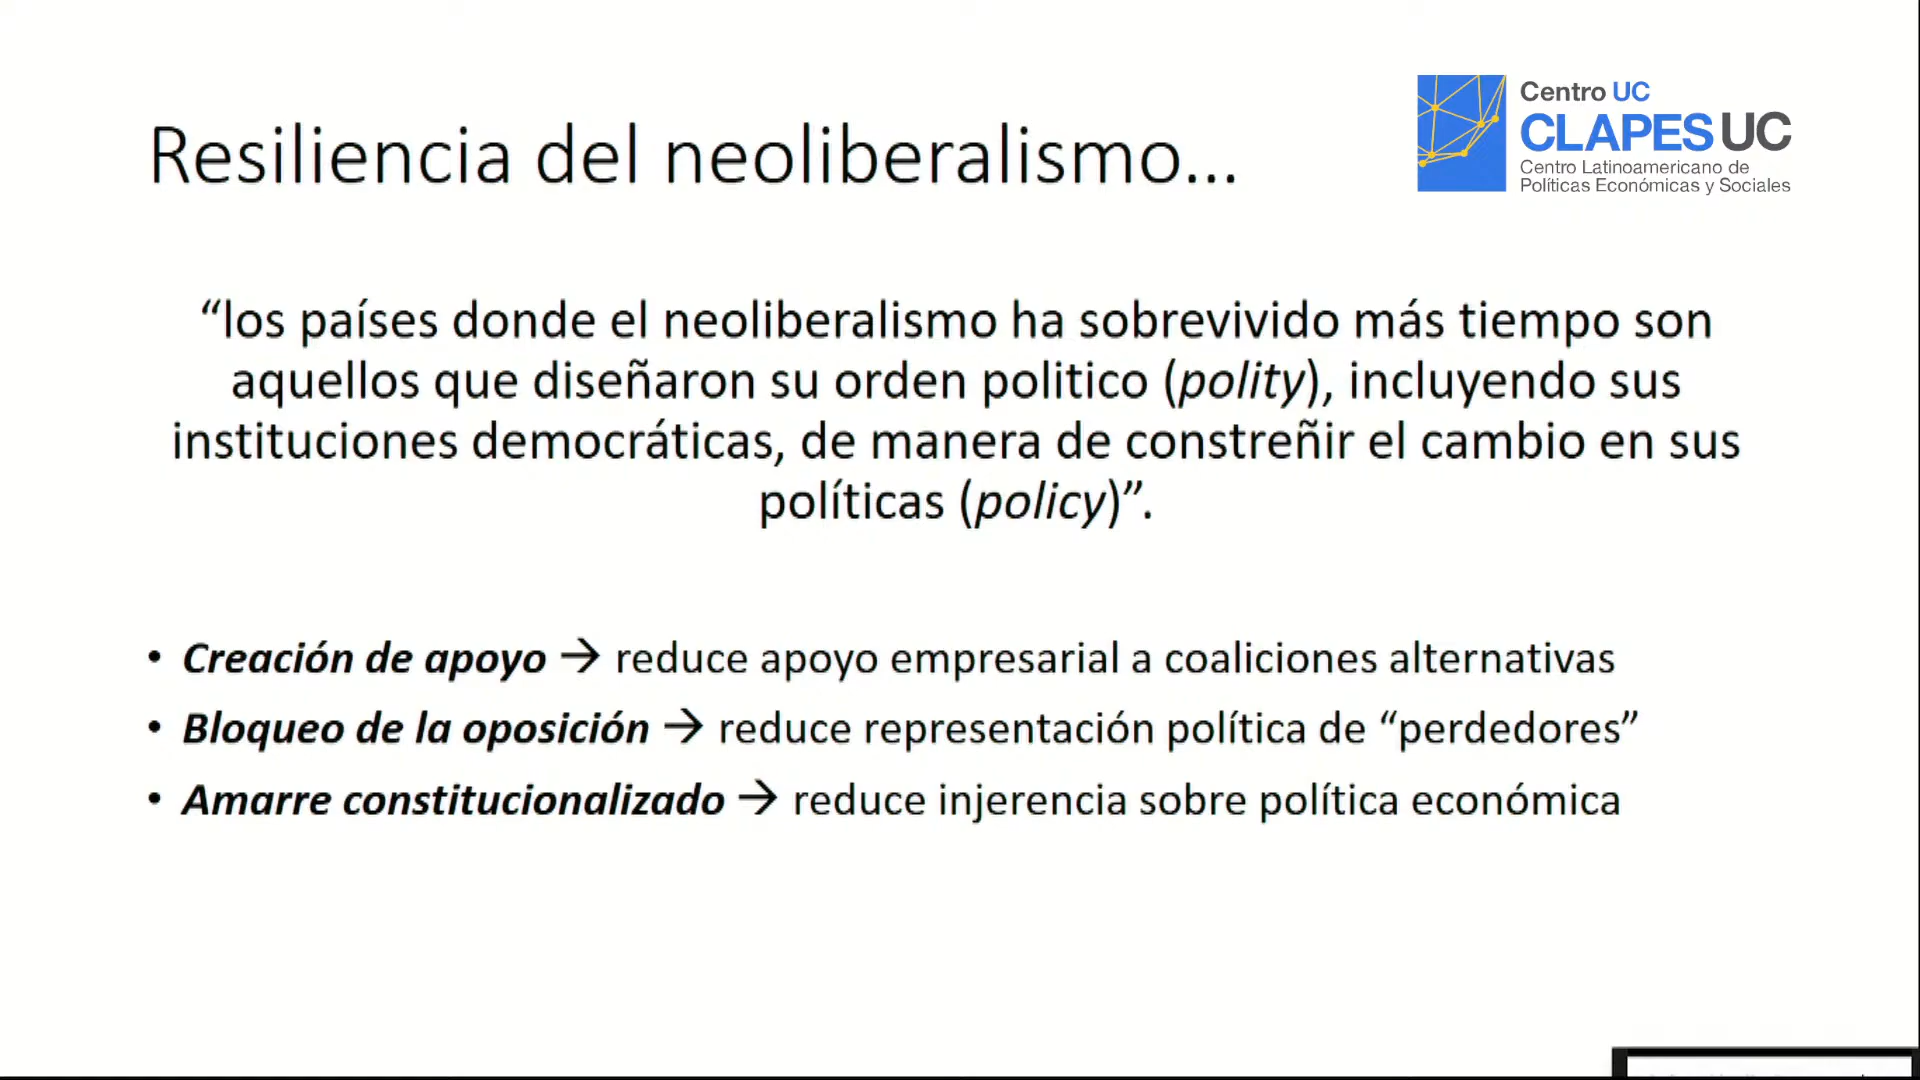 Resiliencia del neoliberalismo...
Centro UC
CLAPES UC
Centro Latinoamericano de
Políticas Económicas y Sociales
“los países donde el neoliberalismo ha sobrevivido más tiempo son
aquellos que diseñaron su orden politico (polity), incluyendo sus
instituciones democráticas, de manera de constreñir el cambio en sus
políticas (policy)”.
• Creación de apoyo → reduce apoyo empresarial a coaliciones alternativas
• Bloqueo de la oposición → reduce representación política de “perdedores”
• Amarre constitucionalizado → reduce injerencia sobre política económica